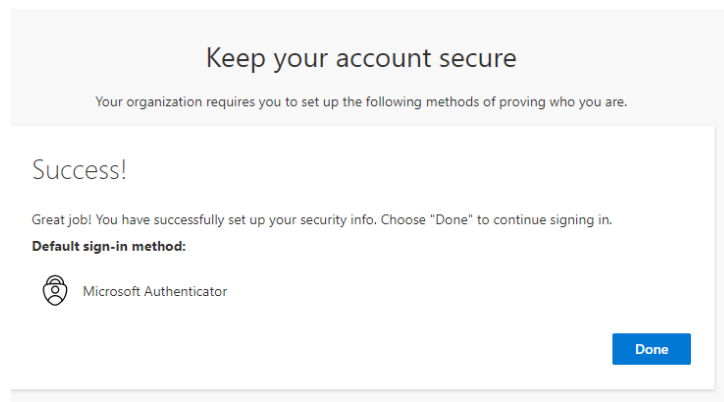 Keep your account secure
Your organization requires you to set up the following methods of proving who you are.
Success!
Great job! You have successfully set up your security info. Choose "Done" to continue signing in.
Default sign-in method:
Microsoft Authenticator
Done